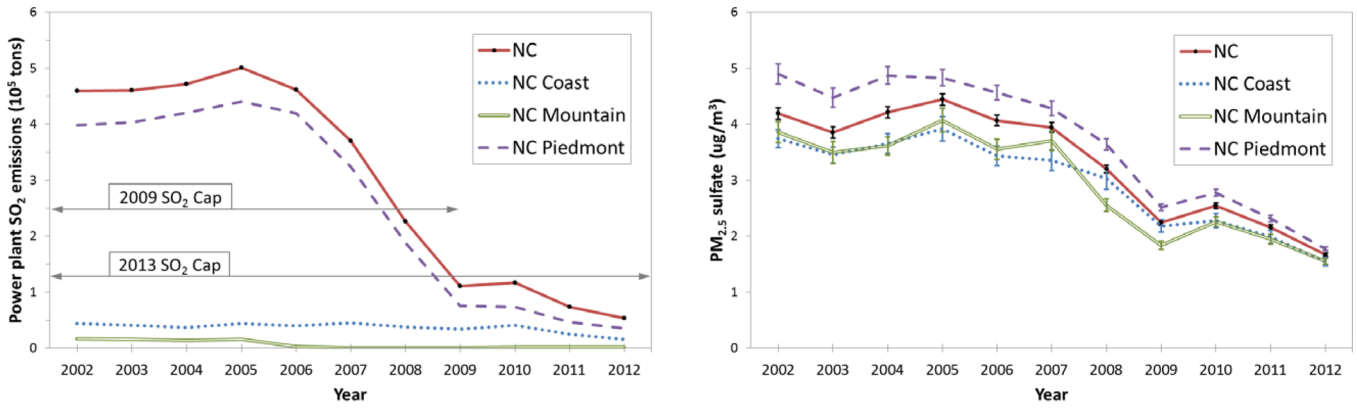 Power plant SO2 emissions (10^5 tons)
6
5
4
3
2
1
0
NC
NC Coast
NC Mountain
NC Piedmont
2009 SO2 Cap
2013 SO2 Cap
2002 2003 2004 2005 2006 2007 2008 2009 2010 2011 2012
Year
PM2.5 sulfate (ug/m³)
6
5
4
3
2
1
0
NC
NC Coast
NC Mountain
NC Piedmont
2002 2003 2004 2005 2006 2007 2008 2009 2010 2011 2012
Year